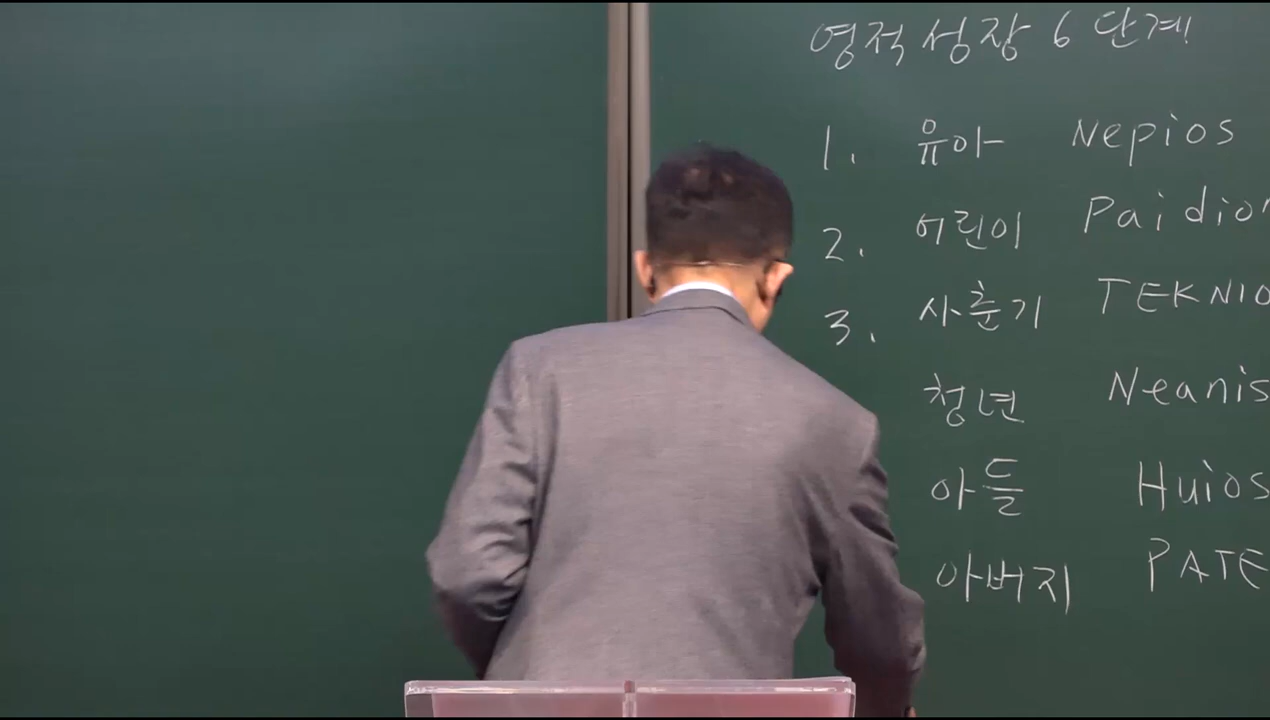 영적성장 6단계
1. 유아 Nepios
2. 어린이 Paidion
3. 사춘기 TEKNIO
청년 Neanis
아들 Huios
아버지 PATE